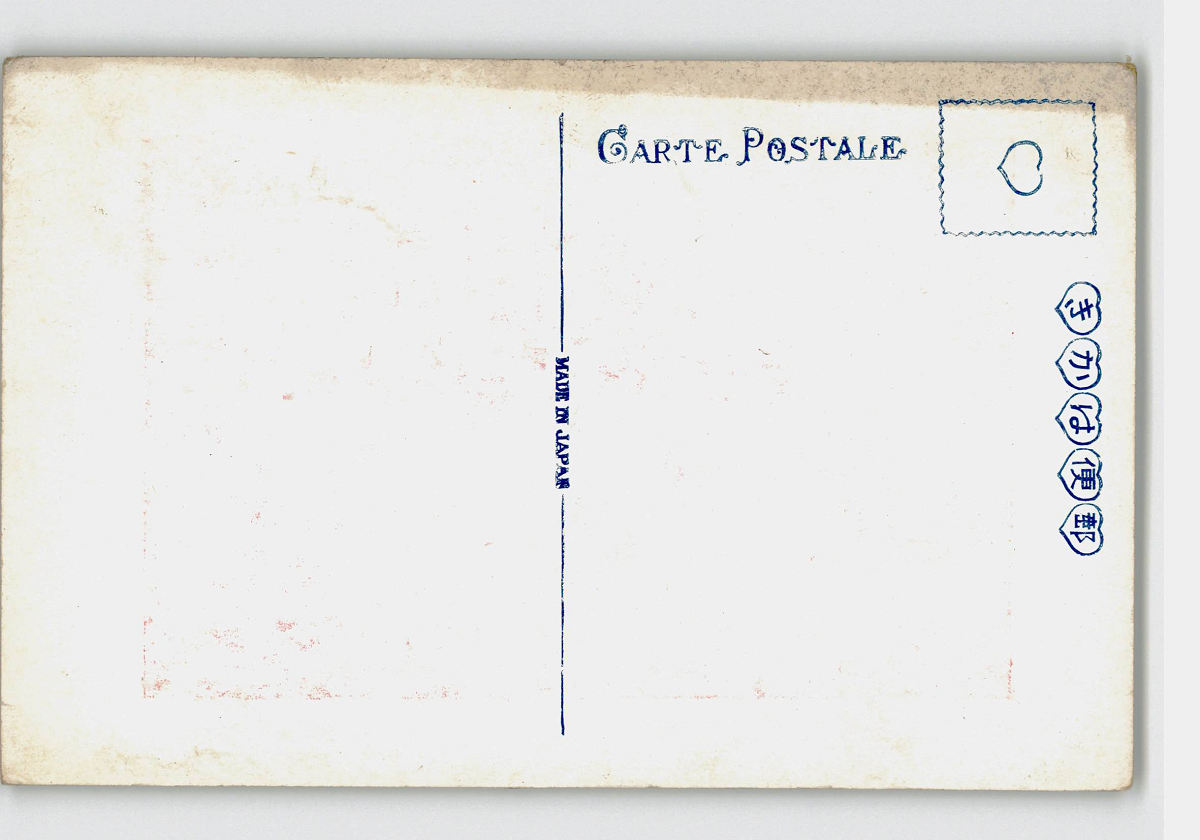 CARTE POSTALE
MADE IN JAPAN
きかは便郵